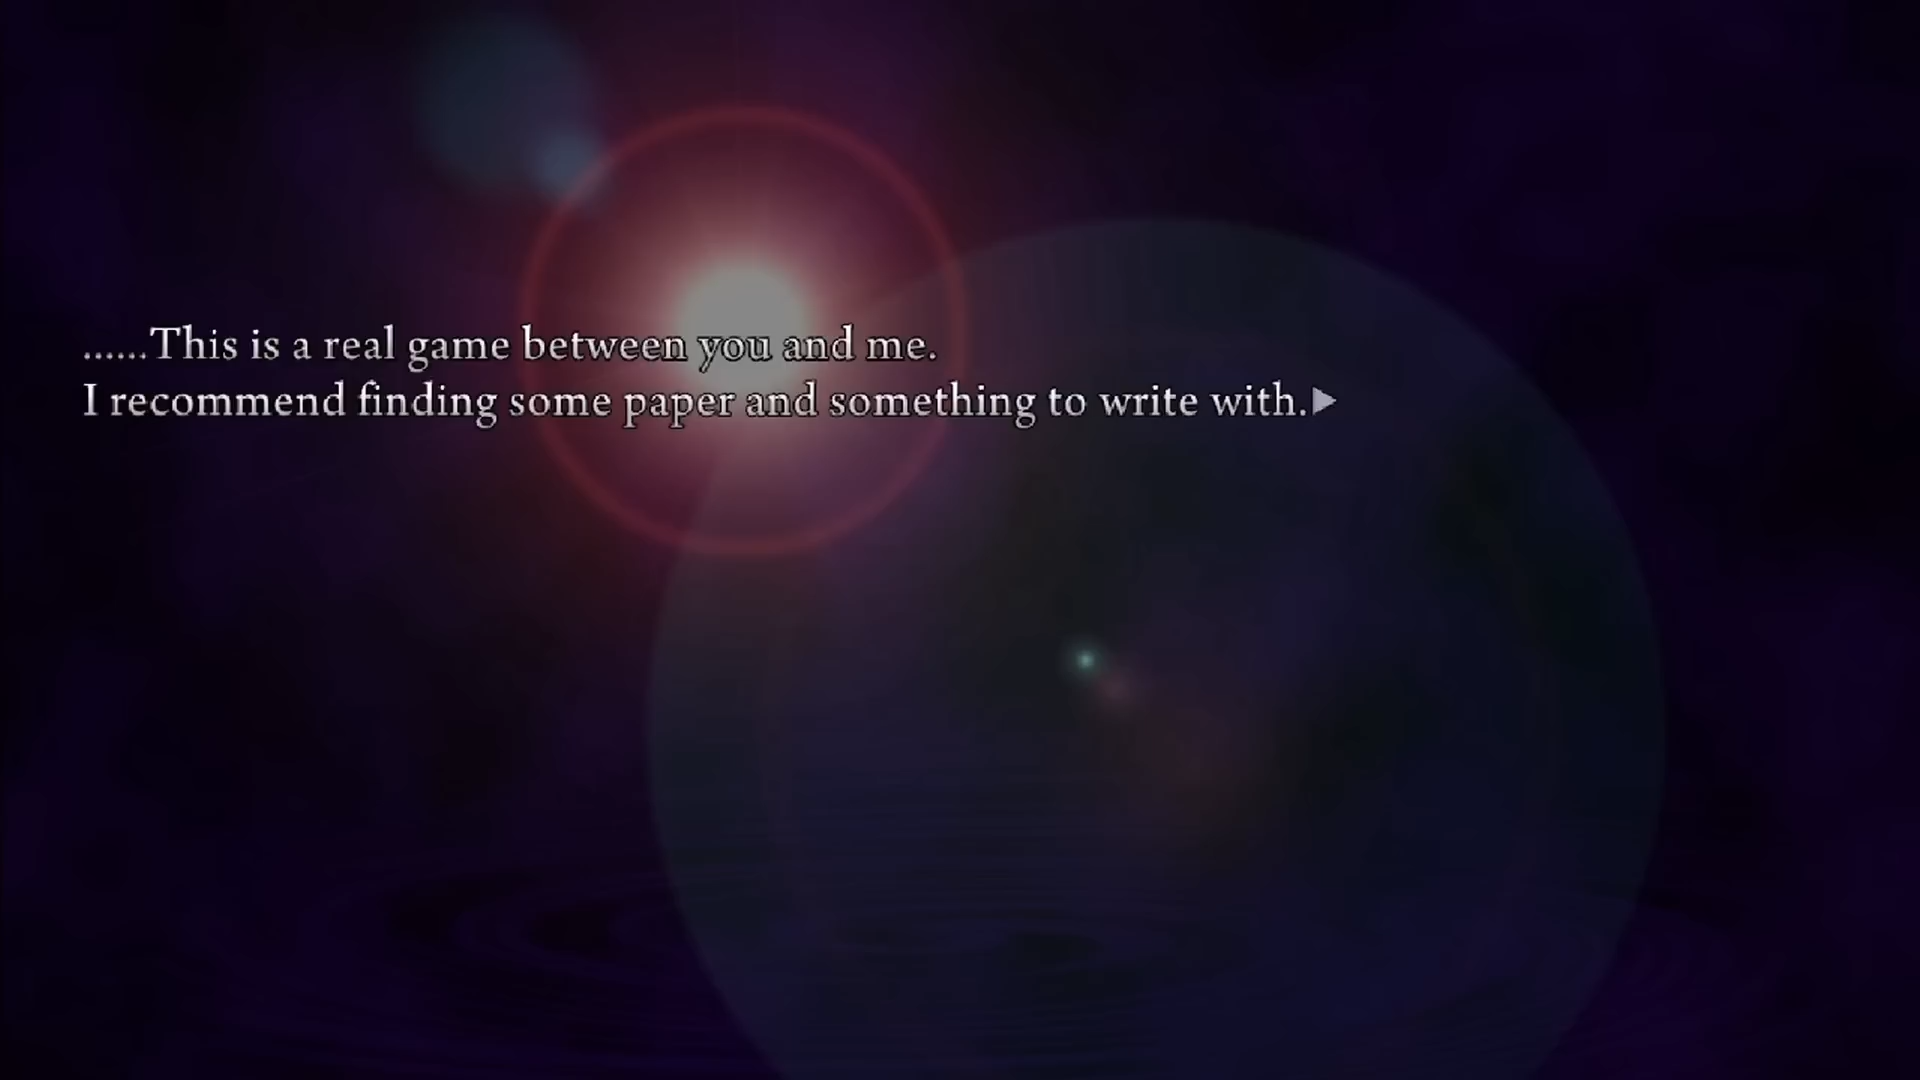 ......This is a real game between you and me.
I recommend finding some paper and something to write with.